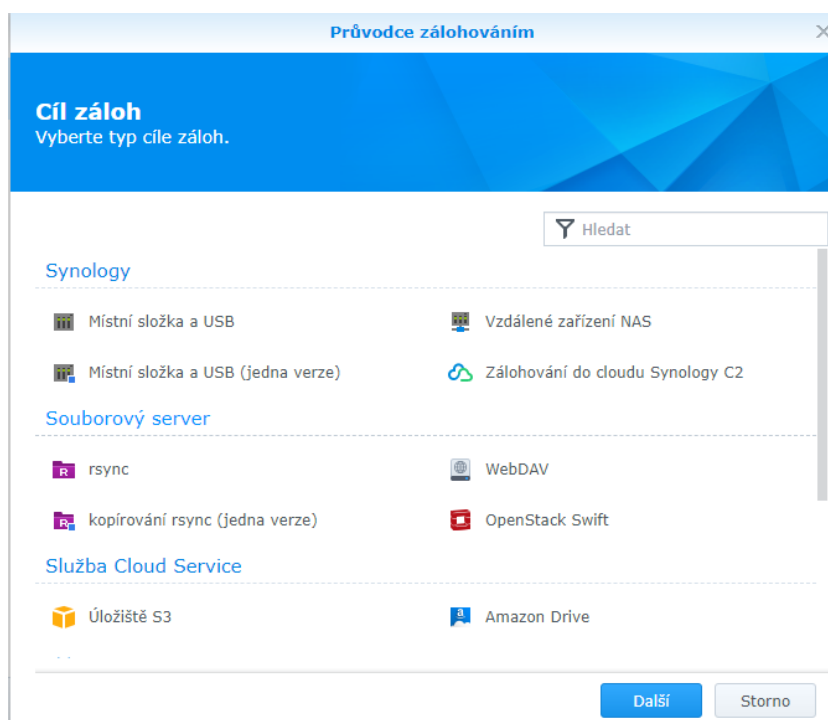 Průvodce zálohováním
Cíl záloh
Vyberte typ cíle záloh.
Hledat
Synology
Místní složka a USB
Vzdálené zařízení NAS
Místní složka a USB (jedna verze)
Zálohování do cloudu Synology C2
Souborový server
rsync
WebDAV
kopírování rsync (jedna verze)
OpenStack Swift
Služba Cloud Service
Úložiště S3
Amazon Drive
Další
Storno